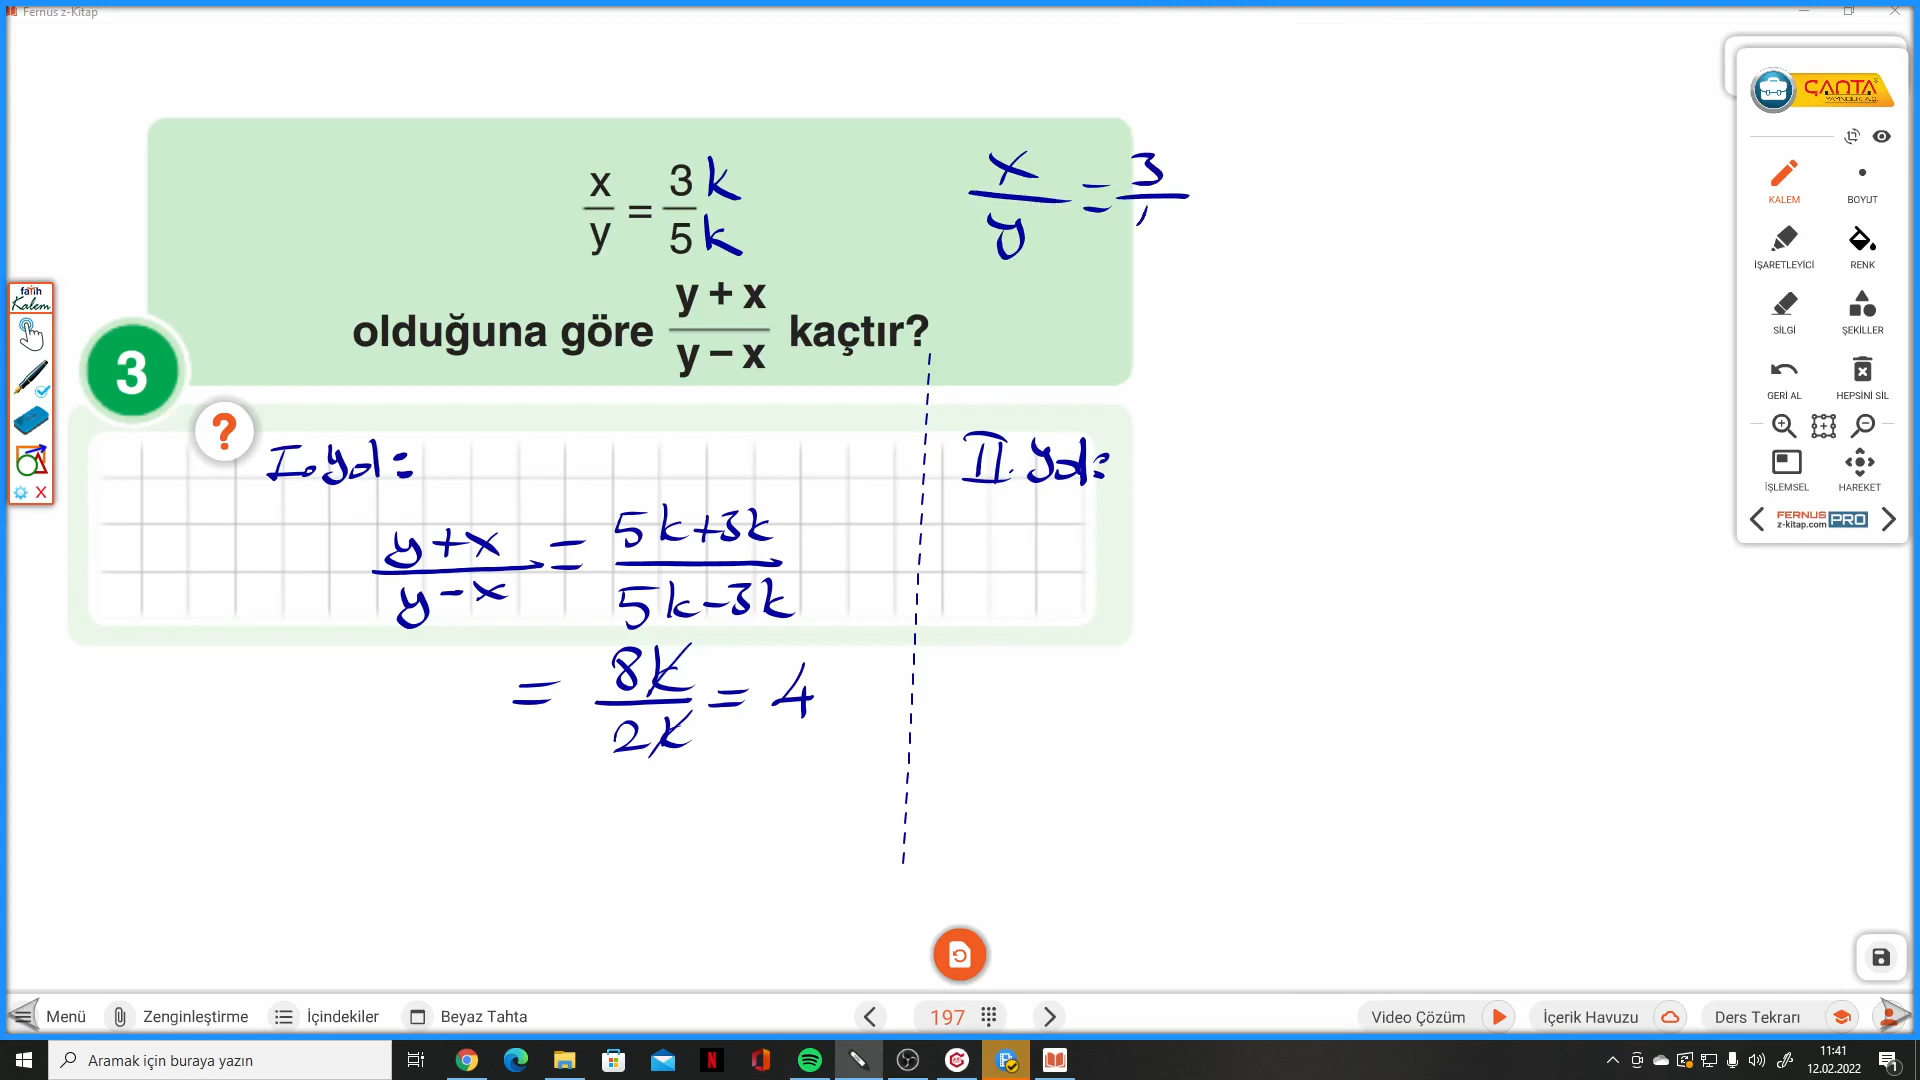 Fernus z-Kitap
ÇANTA
YAYINCILIK A.Ş.
x/y = 3k/5k
x/y = 3/
olduğuna göre (y + x)/(y − x) kaçtır?
3
?
I. yol:
II. yol:
(y+x)/(y−x) = (5k+3k)/(5k−3k)
= 8k/2k = 4
fatih
Kalem
X
KALEM
BOYUT
İŞARETLEYİCİ
RENK
SİLGİ
ŞEKİLLER
GERİ AL
HEPSİNİ SİL
İŞLEMSEL
HAREKET
FERNUS
z-kitap.com
PRO
Menü
Zenginleştirme
İçindekiler
Beyaz Tahta
197
Video Çözüm
İçerik Havuzu
Ders Tekrarı
Aramak için buraya yazın
11:41
12.02.2022
1